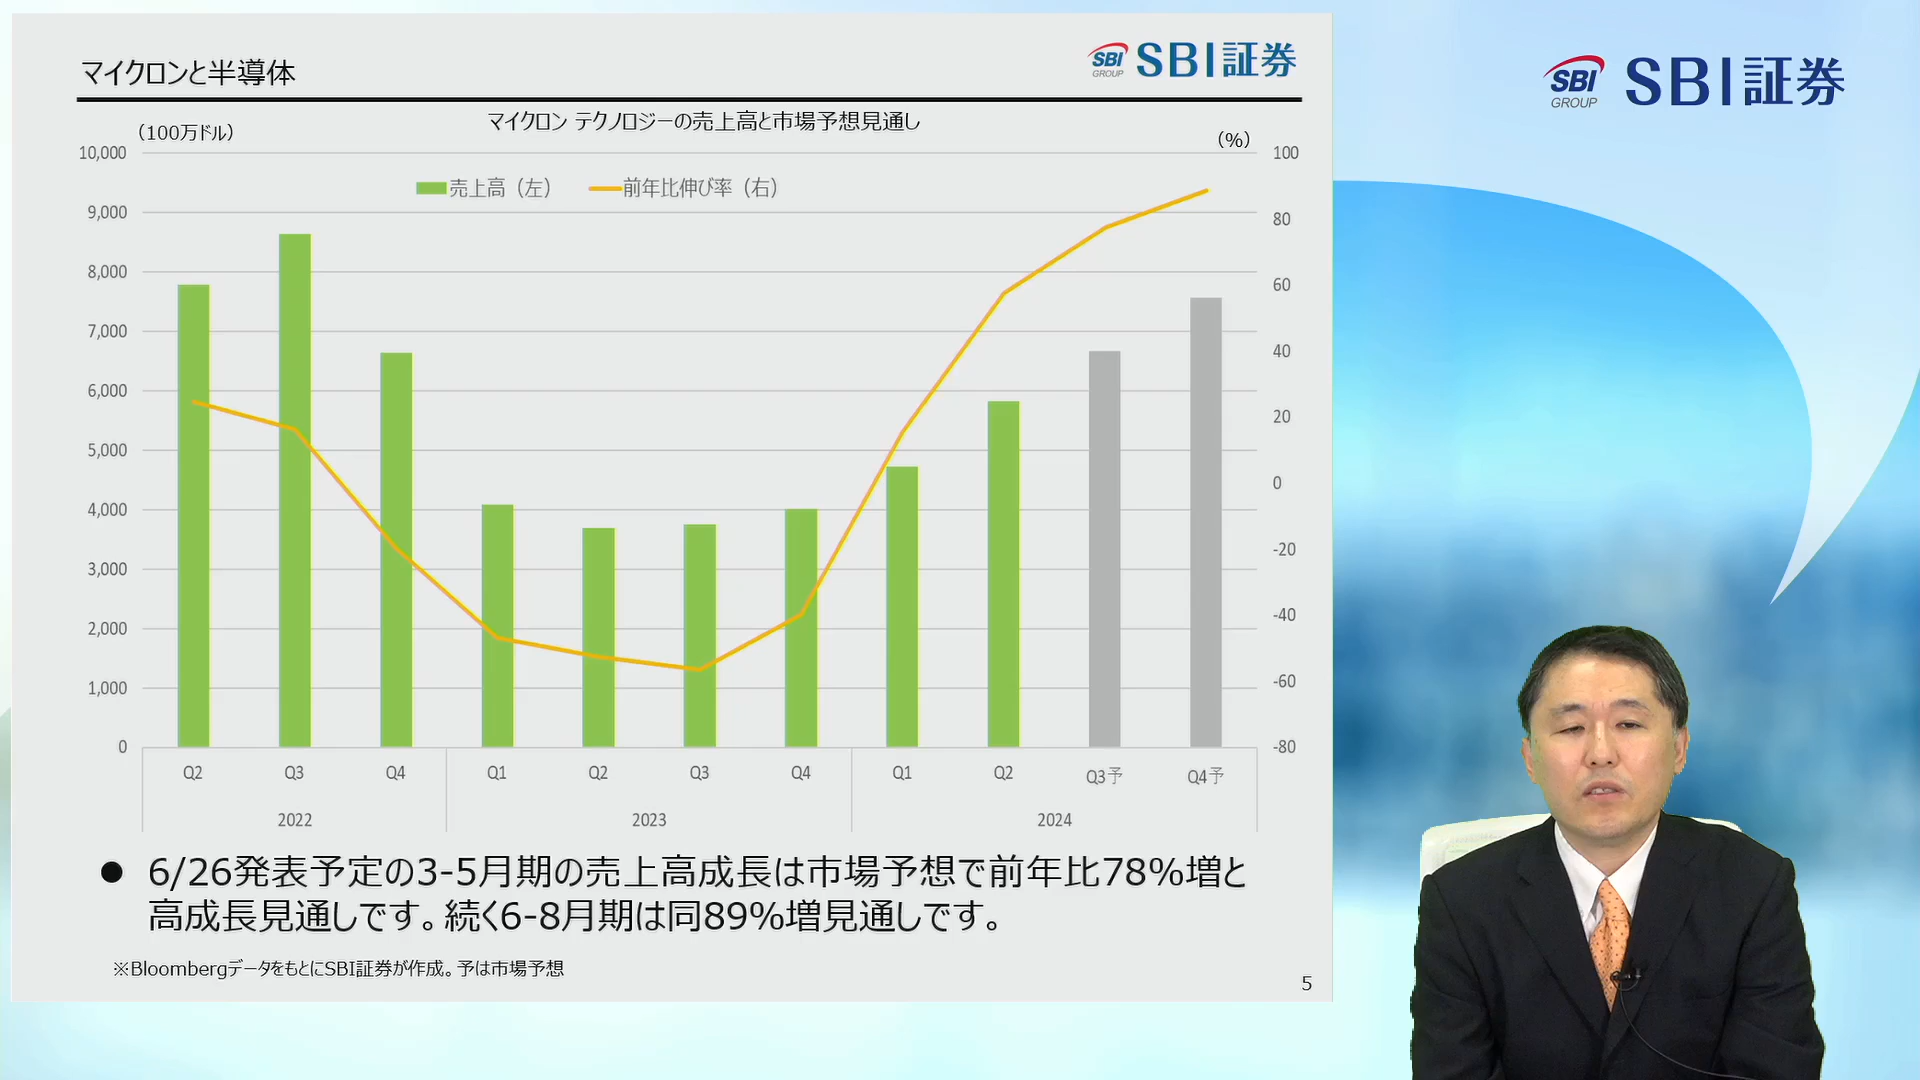 マイクロンと半導体
SBI GROUP SBI証券
SBI GROUP SBI証券
マイクロン テクノロジーの売上高と市場予想見通し
（100万ドル）
（%）
売上高（左） 前年比伸び率（右）
10,000
9,000
8,000
7,000
6,000
5,000
4,000
3,000
2,000
1,000
0
100
80
60
40
20
0
-20
-40
-60
-80
Q2 Q3 Q4 Q1 Q2 Q3 Q4 Q1 Q2 Q3予 Q4予
2022 2023 2024
● 6/26発表予定の3-5月期の売上高成長は市場予想で前年比78%増と
高成長見通しです。続く6-8月期は同89%増見通しです。
※BloombergデータをもとにSBI証券が作成。予は市場予想
5